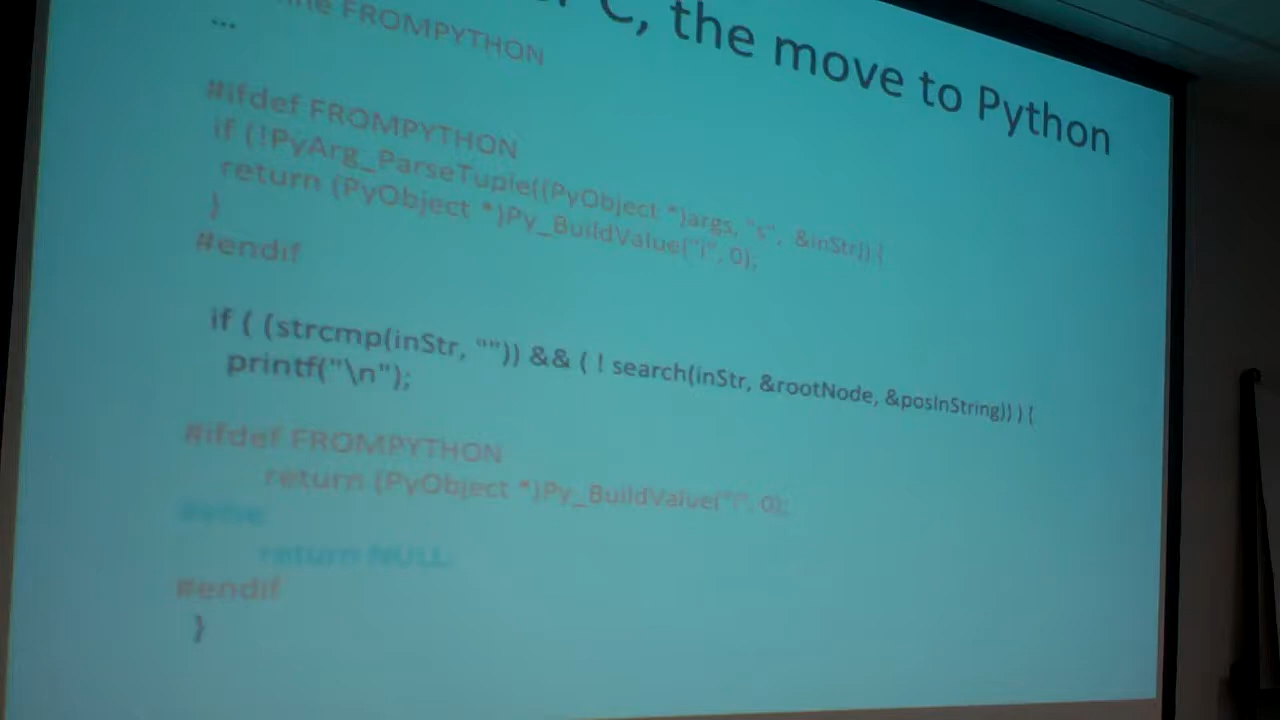 C, the move to Python
FROMPYTHON
...
#ifdef FROMPYTHON
if (!PyArg_ParseTuple((PyObject *)args, "s", &inStr)) {
return (PyObject *)Py_BuildValue("i", 0);
}
#endif
if ( (strcmp(inStr, "")) && ( ! search(inStr, &rootNode, &posInString)) ) {
printf("\n");
#ifdef FROMPYTHON
return (PyObject *)Py_BuildValue("i", 0);
#else
return NULL;
#endif
}